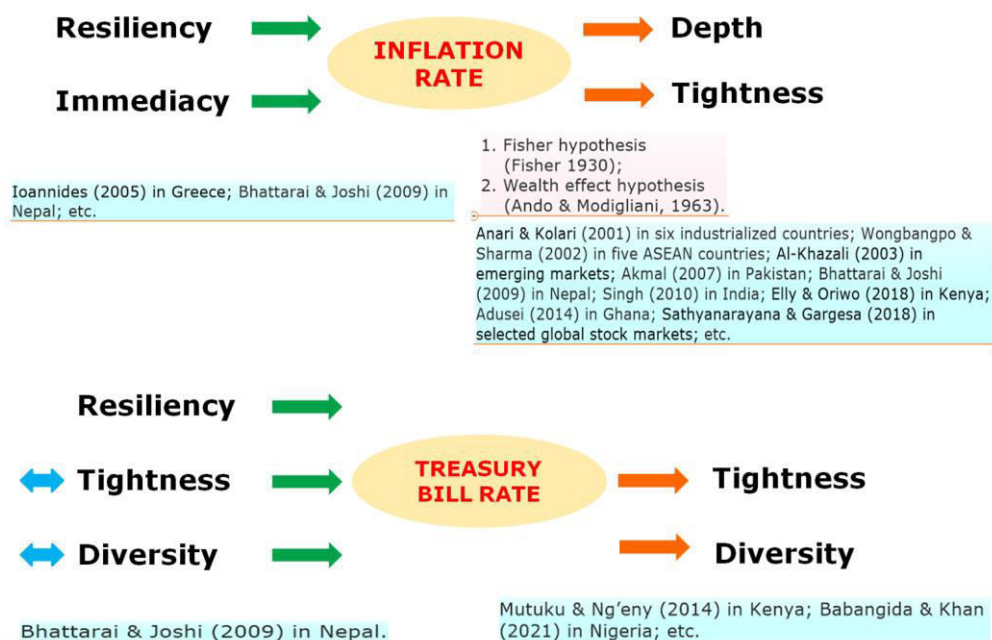 Resiliency
INFLATION
RATE
Depth
Immediacy
Tightness
Ioannides (2005) in Greece; Bhattarai & Joshi (2009) in
Nepal; etc.
1. Fisher hypothesis
(Fisher 1930);
2. Wealth effect hypothesis
(Ando & Modigliani, 1963).
Anari & Kolari (2001) in six industrialized countries; Wongbangpo &
Sharma (2002) in five ASEAN countries; Al-Khazali (2003) in
emerging markets; Akmal (2007) in Pakistan; Bhattarai & Joshi
(2009) in Nepal; Singh (2010) in India; Elly & Oriwo (2018) in Kenya;
Adusei (2014) in Ghana; Sathyanarayana & Gargesa (2018) in
selected global stock markets; etc.
Resiliency
Tightness
TREASURY
BILL RATE
Tightness
Diversity
Diversity
Bhattarai & Joshi (2009) in Nepal.
Mutuku & Ng'eny (2014) in Kenya; Babangida & Khan
(2021) in Nigeria; etc.